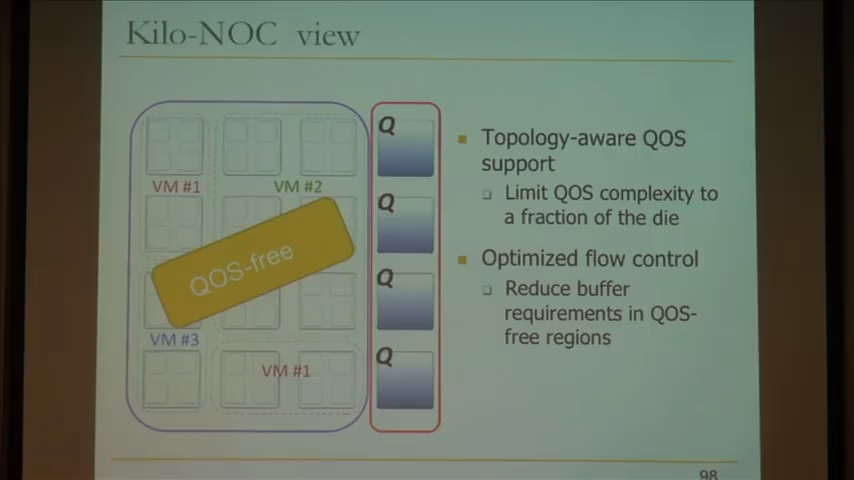 Kilo-NOC view
Q
VM #1
VM #2
Q
QOS-free
Q
VM #3
Q
VM #1
Topology-aware QOS
support
Limit QOS complexity to
a fraction of the die
Optimized flow control
Reduce buffer
requirements in QOS-
free regions
98